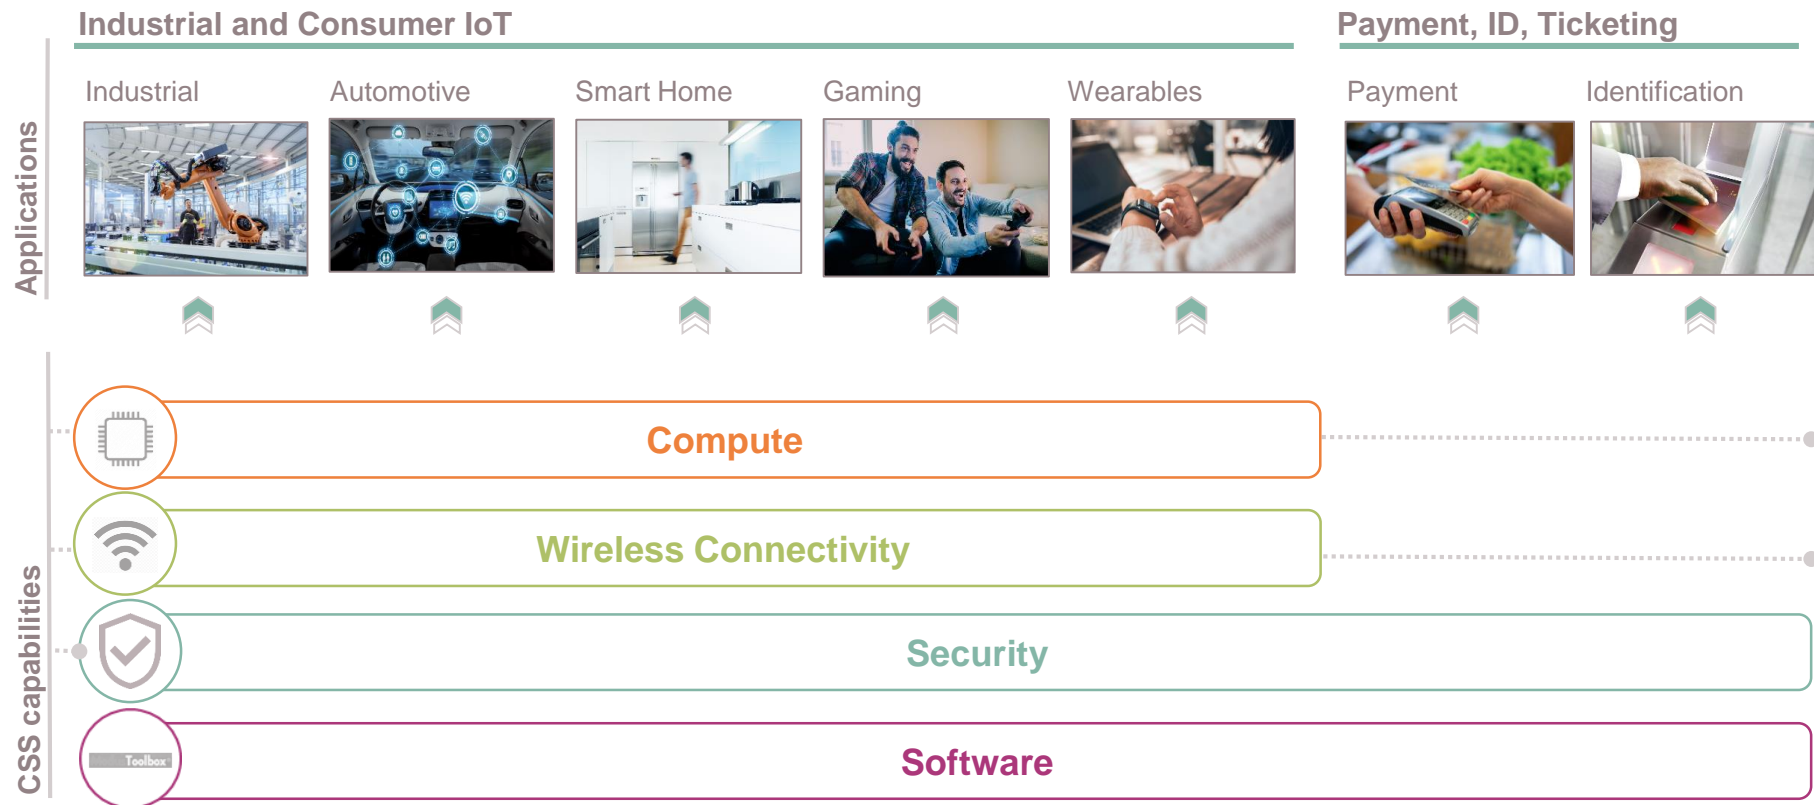 Industrial and Consumer IoT
Payment, ID, Ticketing
Applications
Industrial
Automotive
Smart Home
Gaming
Wearables
Payment
Identification
CSS capabilities
Compute
Wireless Connectivity
Security
Toolbox
Software